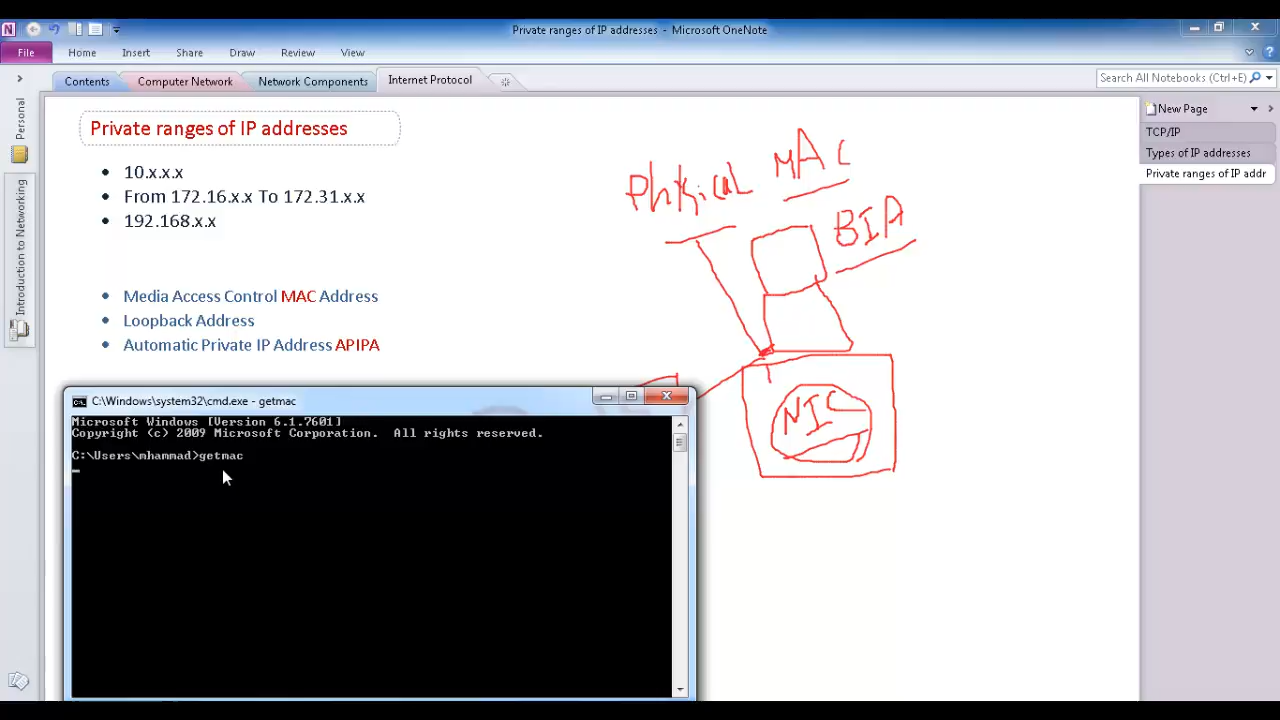 Private ranges of IP addresses - Microsoft OneNote
File Home Insert Share Draw Review View
Contents Computer Network Network Components Internet Protocol
Search All Notebooks (Ctrl+E)
Personal
Introduction to Networking
New Page
TCP/IP
Types of IP addresses
Private ranges of IP addr
Private ranges of IP addresses
• 10.x.x.x
• From 172.16.x.x To 172.31.x.x
• 192.168.x.x
• Media Access Control MAC Address
• Loopback Address
• Automatic Private IP Address APIPA
Phyical MAC
BIA
NIC
C:\Windows\system32\cmd.exe - getmac
Microsoft Windows [Version 6.1.7601]
Copyright (c) 2009 Microsoft Corporation. All rights reserved.
C:\Users\mhammad>getmac